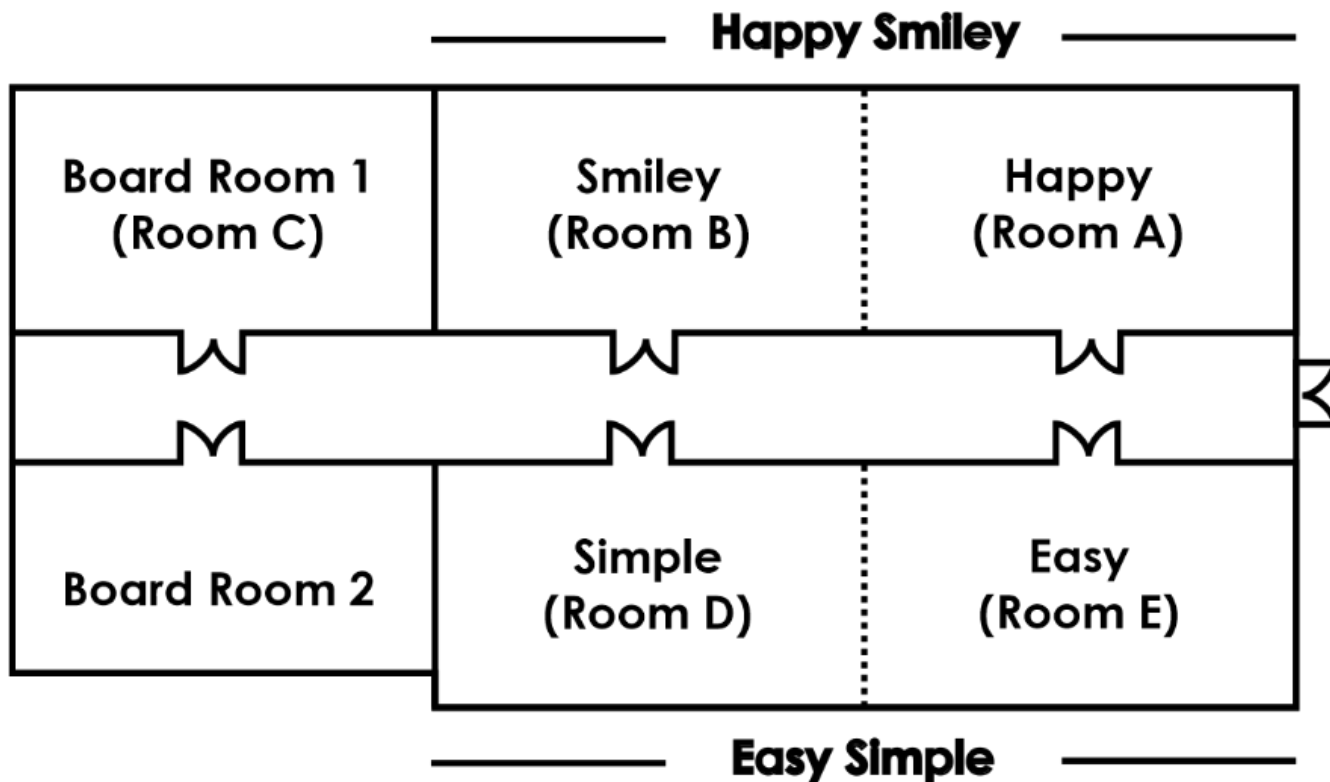 Happy Smiley
Board Room 1
(Room C)
Smiley
(Room B)
Happy
(Room A)
Board Room 2
Simple
(Room D)
Easy
(Room E)
Easy Simple